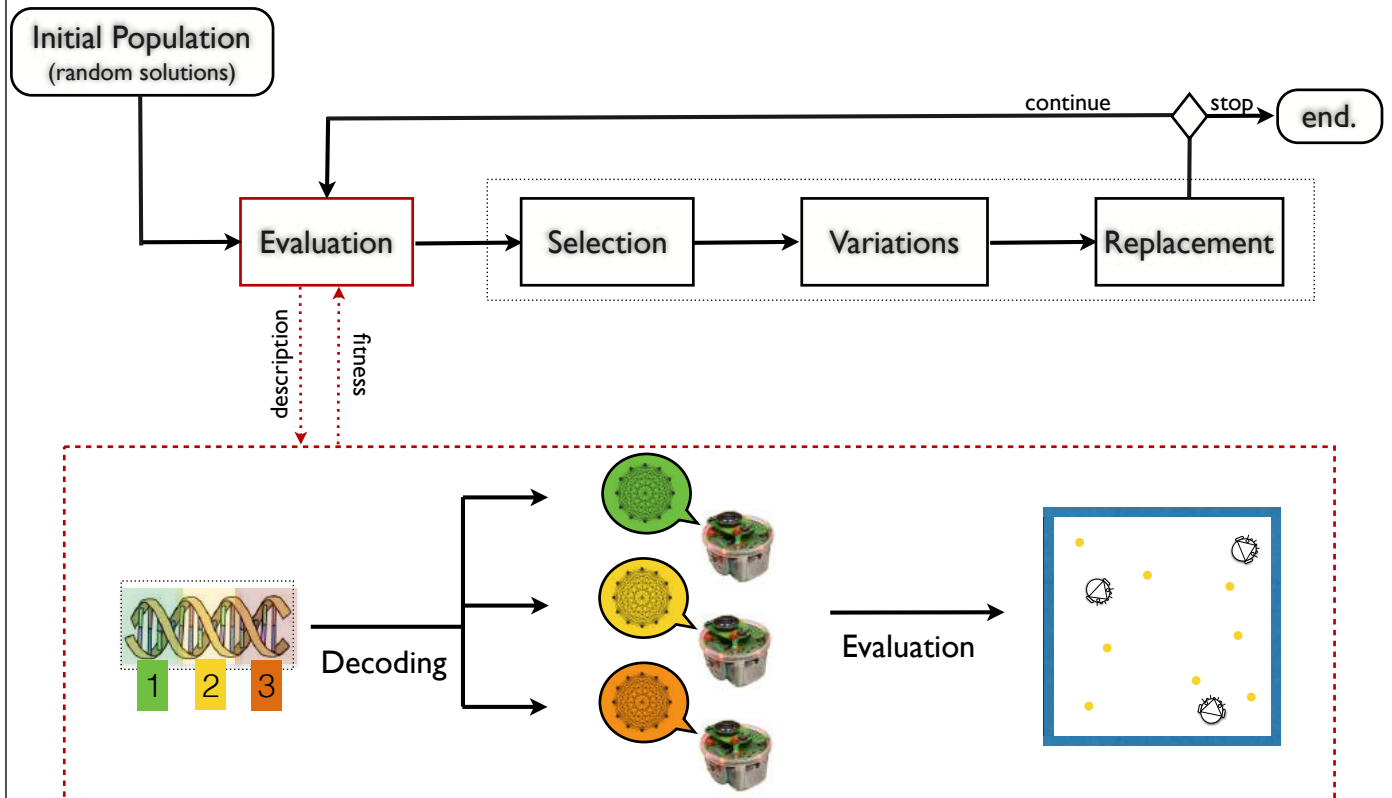 Initial Population
(random solutions)
continue
stop
end.
Evaluation
Selection
Variations
Replacement
description
fitness
Decoding
Evaluation
1
2
3